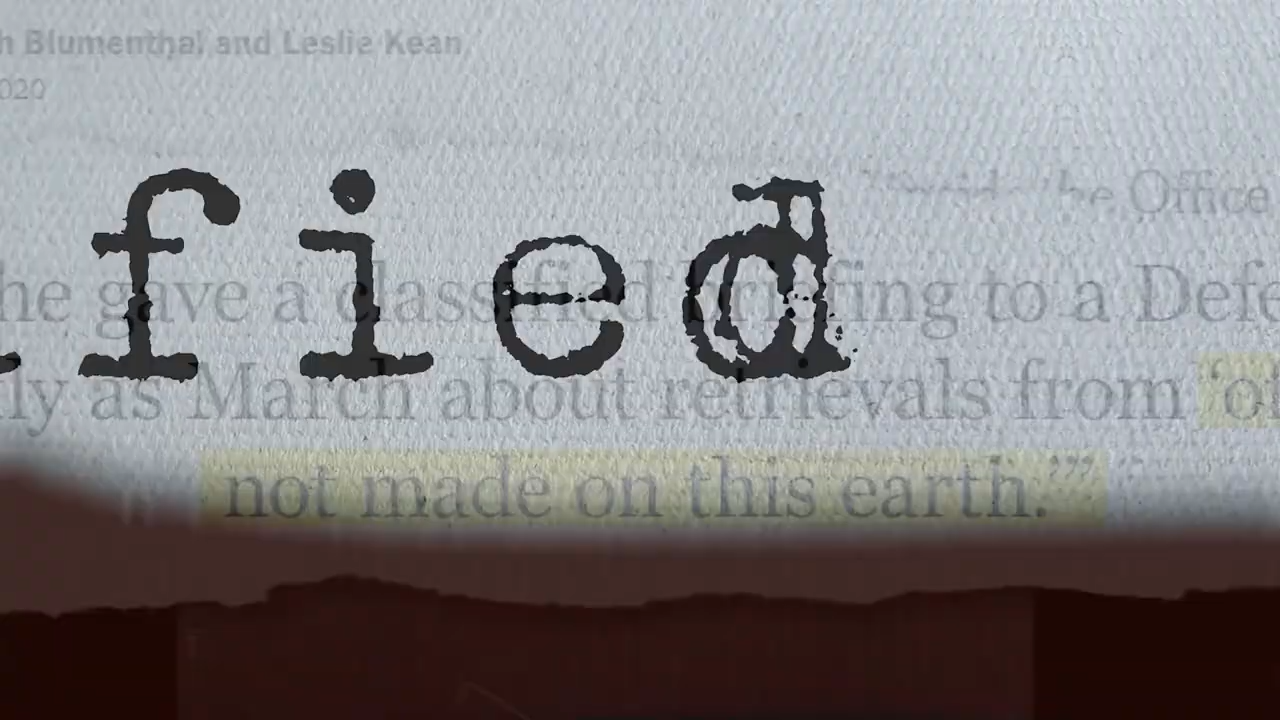 h Blumenthal and Leslie Kean
2020
fied
the Office
he gave a classified briefing to a Defe
ly as March about retrievals from ‘of
not made on this earth.’”